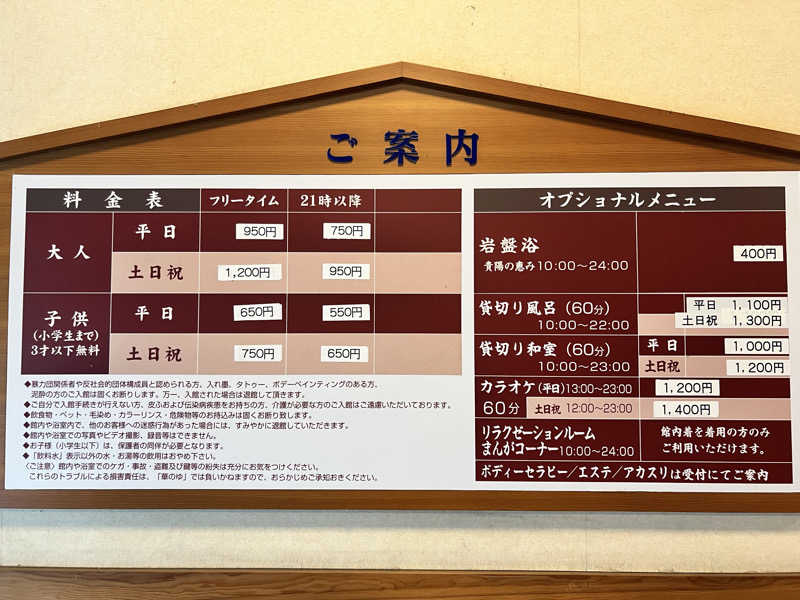 ご案内
料金表 フリータイム 21時以降
大人 平日 950円 750円
土日祝 1,200円 950円
子供 平日 650円 550円
(小学生まで)
3才以下無料 土日祝 750円 650円
◆暴力団関係者や反社会的団体構成員と認められる方、入れ墨、タトゥー、ボデーペインティングのある方、
泥酔の方のご入館は固くお断りします。万一、入館された場合は退館して頂きます。
◆ご自分で入館手続きが行えない方、皮ふおよび伝染病疾患をお持ちの方、介護が必要な方のご入館はご遠慮いただいております。
◆飲食物・ペット・毛染め・カラーリンス・危険物等のお持込みは固くお断り致します。
◆館内や浴室内で、他のお客様への迷惑行為があった場合には、すみやかに退館していただきます。
◆館内や浴室での写真やビデオ撮影、録音等はできません。
◆お子様（小学生以下）は、保護者の同伴が必要となります。
◆「飲料水」表示以外の水・お湯等の飲用はおやめ下さい。
〈ご注意〉館内や浴室でのケガ・事故・盗難及び鍵等の紛失は充分にお気をつけください。
これらのトラブルによる損害責任は、「華のゆ」では負いかねますので、おらかじめご承知おきください。
オプショナルメニュー
岩盤浴
貴陽の恵み10:00~24:00 400円
貸切り風呂（60分） 平日 1,100円
10:00~22:00 土日祝 1,300円
貸切り和室（60分） 平日 1,000円
10:00~23:00 土日祝 1,200円
カラオケ（平日）13:00~23:00 1,200円
60分 土日祝 12:00~23:00 1,400円
リラクゼーションルーム 館内着を着用の方のみ
まんがコーナー10:00~24:00 ご利用いただけます。
ボディーセラピー／エステ／アカスリは受付にてご案内